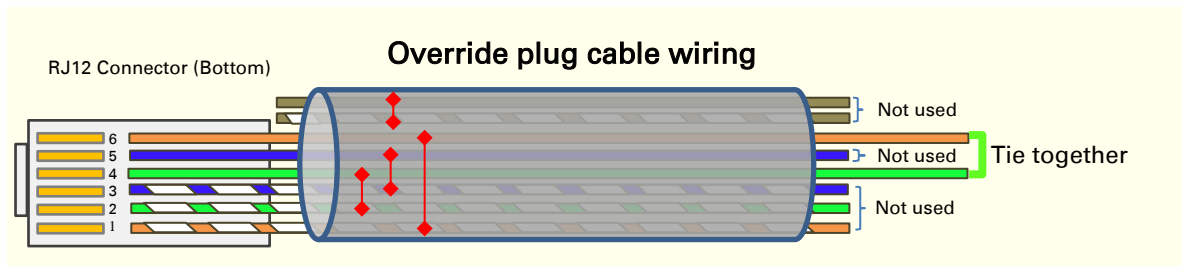 Override plug cable wiring
RJ12 Connector (Bottom)
Not used
6
5
Not used
Tie together
4
3
2
Not used
1